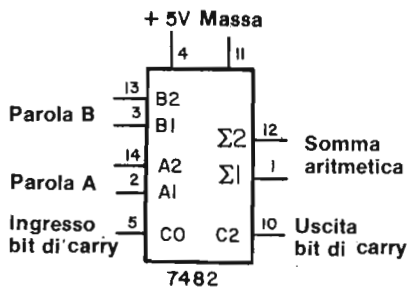 + 5V Massa
4 11
13 B2
Parola B
3 B1
Σ2 12
Somma
aritmetica
14 A2
Parola A
2 A1
Σ1 1
Ingresso
bit di carry
5 C0
C2 10
Uscita
bit di carry
7482